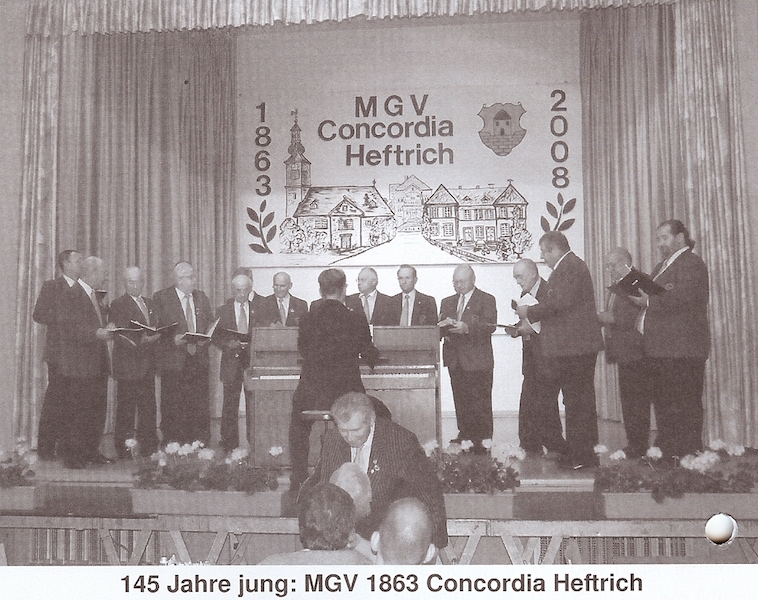 1863
MGV
Concordia
Heftrich
2008
145 Jahre jung: MGV 1863 Concordia Heftrich